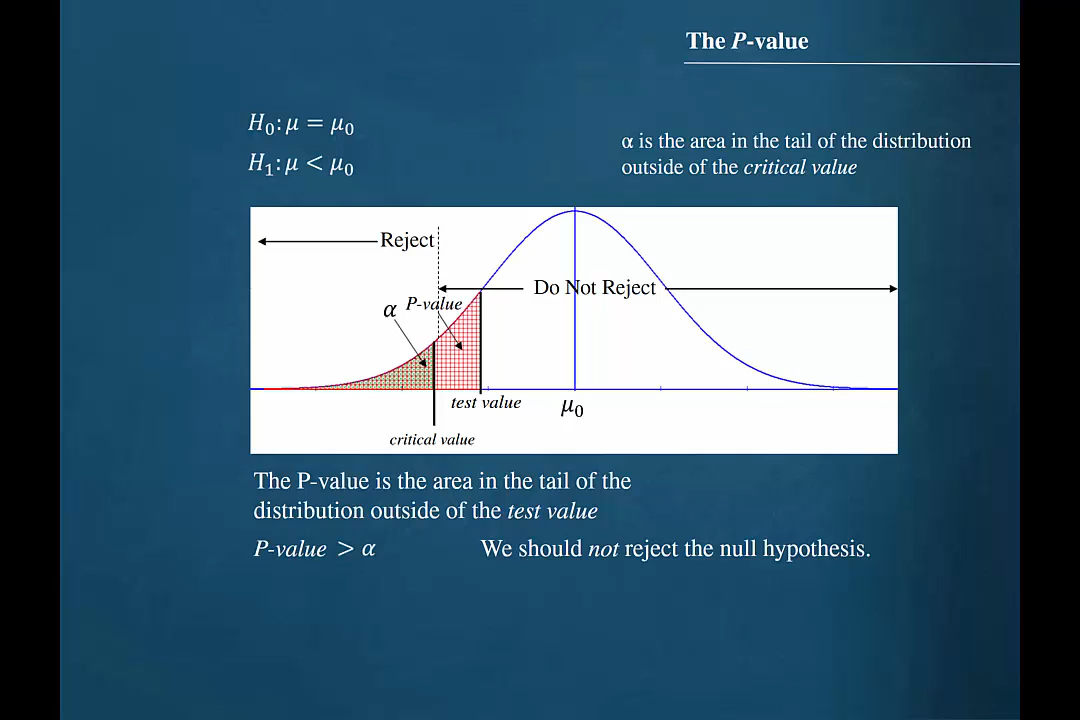 The P-value
H₀: μ = μ₀
H₁: μ < μ₀
α is the area in the tail of the distribution
outside of the critical value
Reject
Do Not Reject
α
P-value
test value
μ₀
critical value
The P-value is the area in the tail of the
distribution outside of the test value
P-value > α
We should not reject the null hypothesis.